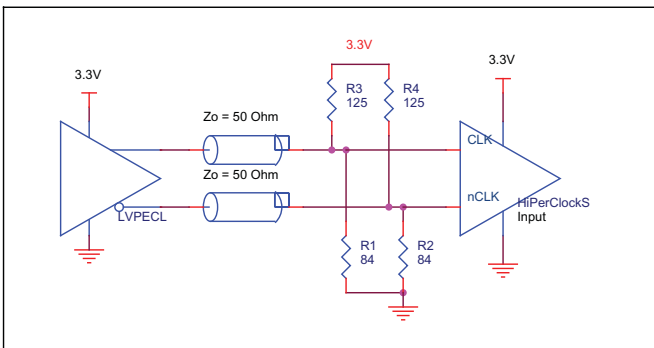 3.3V
3.3V
3.3V
R3
125
R4
125
Zo = 50 Ohm
CLK
Zo = 50 Ohm
nCLK
LVPECL
HiPerClockS
Input
R1
84
R2
84